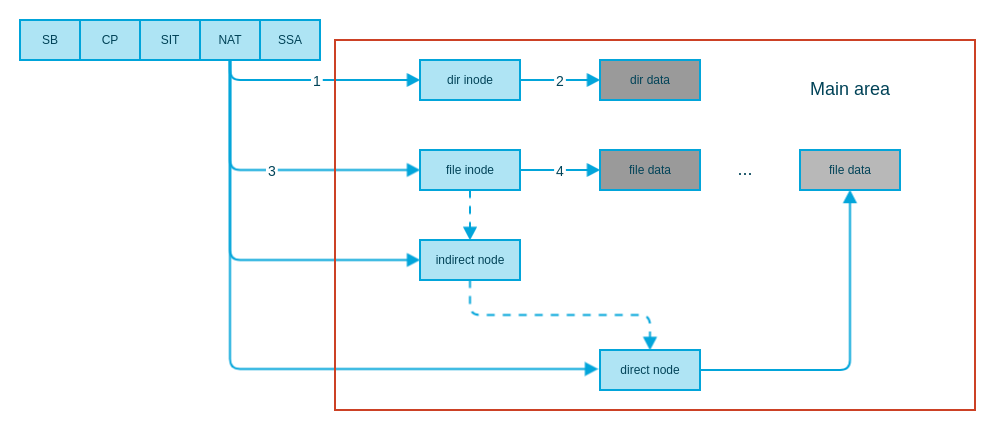 SB CP SIT NAT SSA
1 dir inode 2 dir data Main area
3 file inode 4 file data ... file data
indirect node
direct node